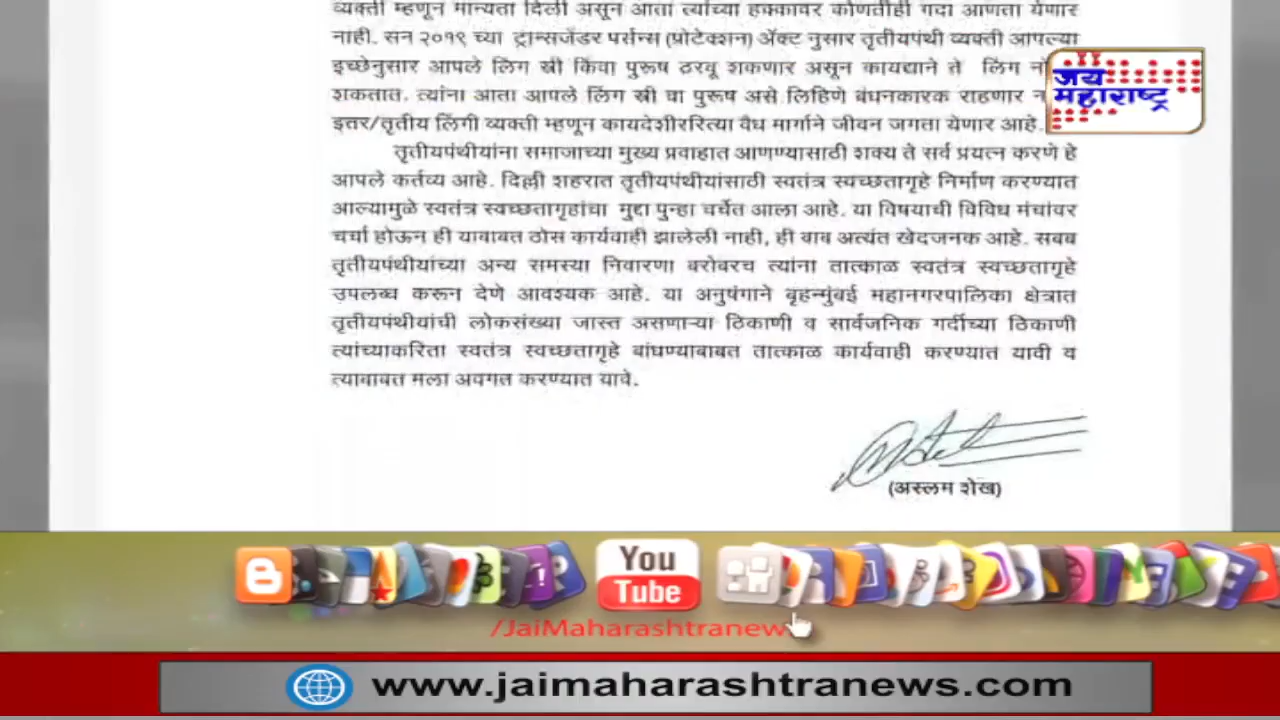 व्यक्ती म्हणून मान्यता दिली असून आता त्यांच्या हक्कावर कोणतीही गदा आणता येणार
नाही. सन २०१९ च्या ट्रान्सजेंडर पर्सन्स (प्रोटेक्शन) ॲक्ट नुसार तृतीयपंथी व्यक्ती आपल्या
इच्छेनुसार आपले लिंग स्त्री किंवा पुरूष ठरवू शकणार असून कायद्याने ते लिंग
शकतात. त्यांना आता आपले लिंग स्त्री वा पुरूष असे लिहिणे बंधनकारक राहणार
इतर/तृतीय लिंगी व्यक्ती म्हणून कायदेशीररित्या वैध मार्गाने जीवन जगता येणार आहे.
तृतीयपंथीयांना समाजाच्या मुख्य प्रवाहात आणण्यासाठी शक्य ते सर्व प्रयत्न करणे हे
आपले कर्तव्य आहे. दिल्ली शहरात तृतीयपंथीयांसाठी स्वतंत्र स्वच्छतागृहे निर्माण करण्यात
आल्यामुळे स्वतंत्र स्वच्छतागृहांचा मुद्दा पुन्हा चर्चेत आला आहे. या विषयाची विविध मंचांवर
चर्चा होऊन ही याबाबत ठोस कार्यवाही झालेली नाही, ही बाब अत्यंत खेदजनक आहे. सबब
तृतीयपंथीयांच्या अन्य समस्या निवारणा बरोबरच त्यांना तात्काळ स्वतंत्र स्वच्छतागृहे
उपलब्ध करून देणे आवश्यक आहे. या अनुषंगाने बृहन्मुंबई महानगरपालिका क्षेत्रात
तृतीयपंथीयांची लोकसंख्या जास्त असणाऱ्या ठिकाणी व सार्वजनिक गर्दीच्या ठिकाणी
त्यांच्याकरिता स्वतंत्र स्वच्छतागृहे बांधण्याबाबत तात्काळ कार्यवाही करण्यात यावी व
त्याबाबत मला अवगत करण्यात यावे.
(अस्लम शेख)
जय
महाराष्ट्र
You
Tube
/JaiMaharashtranew
www.jaimaharashtranews.com